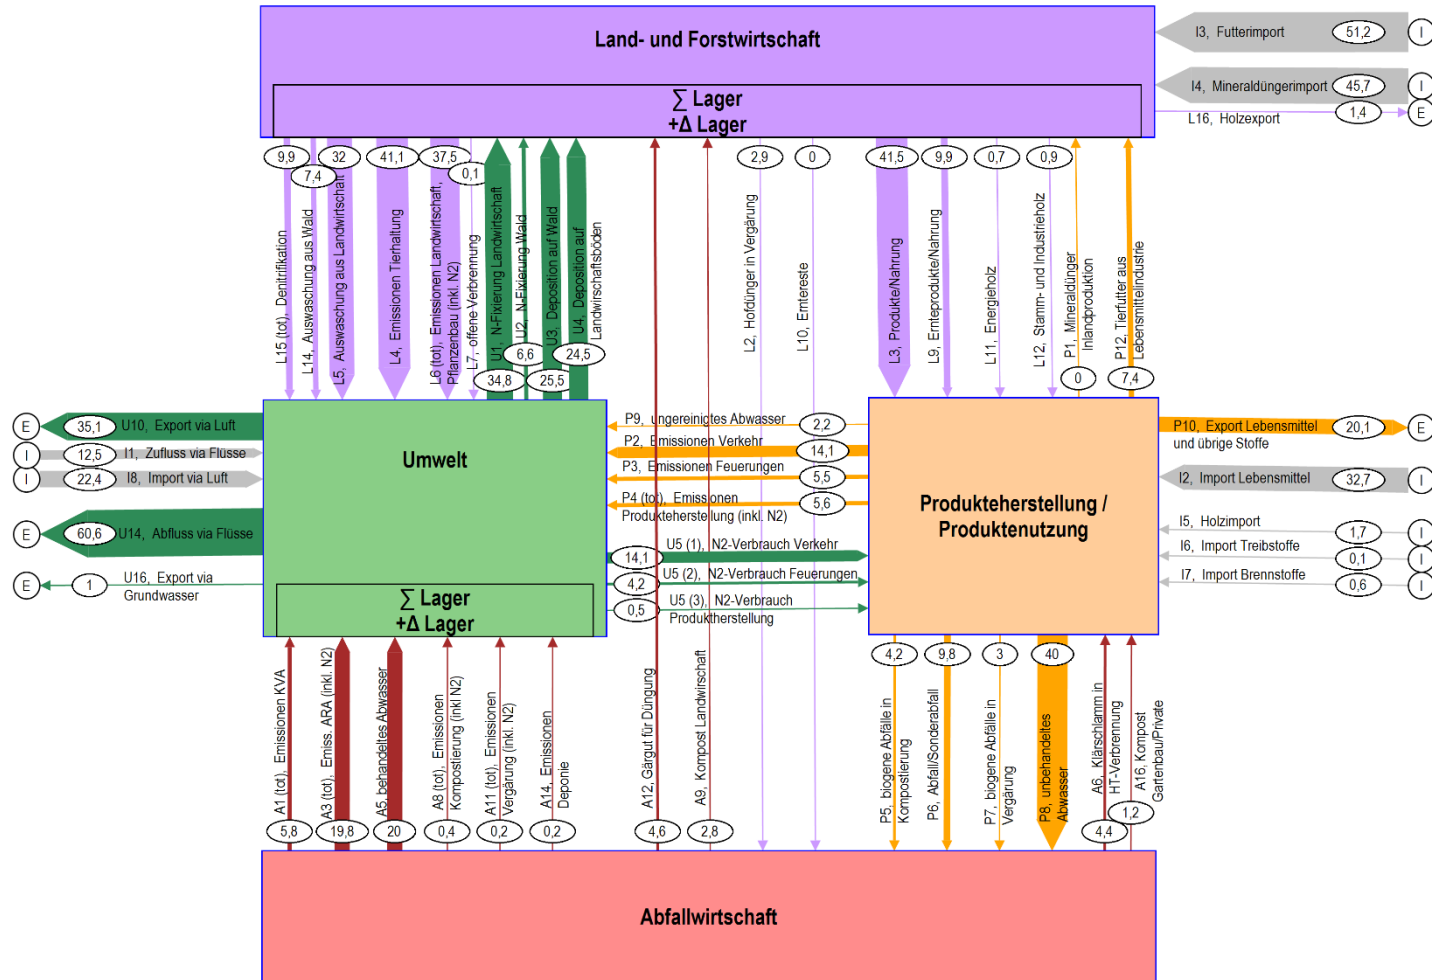 Land- und Forstwirtschaft
∑ Lager
+Δ Lager
I3, Futterimport
51,2
I
I4, Mineraldüngerimport
45,7
I
L16, Holzexport
1,4
E
9,9
L15 (tot), Denitrifikation
7,4
L14, Auswaschung aus Wald
32
L5, Auswaschung aus Landwirtschaft
41,1
L4, Emissionen Tierhaltung
37,5
L6 (tot), Emissionen Landwirtschaft,
Pflanzenbau (inkl. N2)
0,1
L7, offene Verbrennung
U1, N-Fixierung Landwirtschaft
34,8
U2, N-Fixierung Wald
6,6
U3, Deposition auf Wald
25,5
U4, Deposition auf
Landwirschaftsböden
24,5
2,9
L2, Hofdünger in Vergärung
0
L10, Erntereste
41,5
L3, Produkte/Nahrung
9,9
L9, Ernteprodukte/Nahrung
0,7
L11, Energieholz
0,9
L12, Stamm- und Industrieholz
P1, Mineraldünger
Inlandproduktion
0
P12, Tierfutter aus
Lebensmittelindustrie
7,4
E
35,1
U10, Export via Luft
I
12,5
I1, Zufluss via Flüsse
I
22,4
I8, Import via Luft
E
60,6
U14, Abfluss via Flüsse
E
1
U16, Export via
Grundwasser
Umwelt
∑ Lager
+Δ Lager
P9, ungereinigtes Abwasser
2,2
P2, Emissionen Verkehr
14,1
P3, Emissionen Feuerungen
5,5
P4 (tot), Emissionen
Produkteherstellung (inkl. N2)
5,6
14,1
U5 (1), N2-Verbrauch Verkehr
4,2
U5 (2), N2-Verbrauch Feuerungen
0,5
U5 (3), N2-Verbrauch
Produktherstellung
Produkteherstellung /
Produktenutzung
P10, Export Lebensmittel
und übrige Stoffe
20,1
E
I2, Import Lebensmittel
32,7
I
I5, Holzimport
1,7
I
I6, Import Treibstoffe
0,1
I
I7, Import Brennstoffe
0,6
I
A1 (tot), Emissionen KVA
5,8
A3 (tot), Emiss. ARA (inkl. N2)
19,8
A5, behandeltes Abwasser
20
A8 (tot), Emissionen
Kompostierung (inkl N2)
0,4
A11 (tot), Emissionen
Vergärung (inkl. N2)
0,2
A14, Emissionen
Deponie
0,2
A12, Gärgut für Düngung
4,6
A9, Kompost Landwirschaft
2,8
4,2
P5, biogene Abfälle in
Kompostierung
9,8
P6, Abfall/Sonderabfall
3
P7, biogene Abfälle in
Vergärung
40
P8, unbehandeltes
Abwasser
A6, Klärschlamm in
HT-Verbrennung
4,4
A16, Kompost
Gartenbau/Private
1,2
Abfallwirtschaft